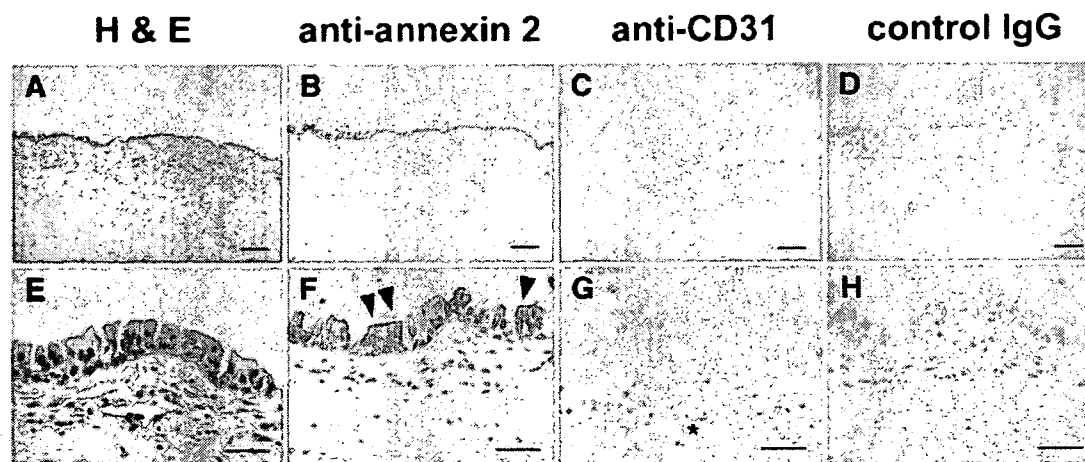 H & E anti-annexin 2 anti-CD31 control IgG
A B C D
E F G H
*